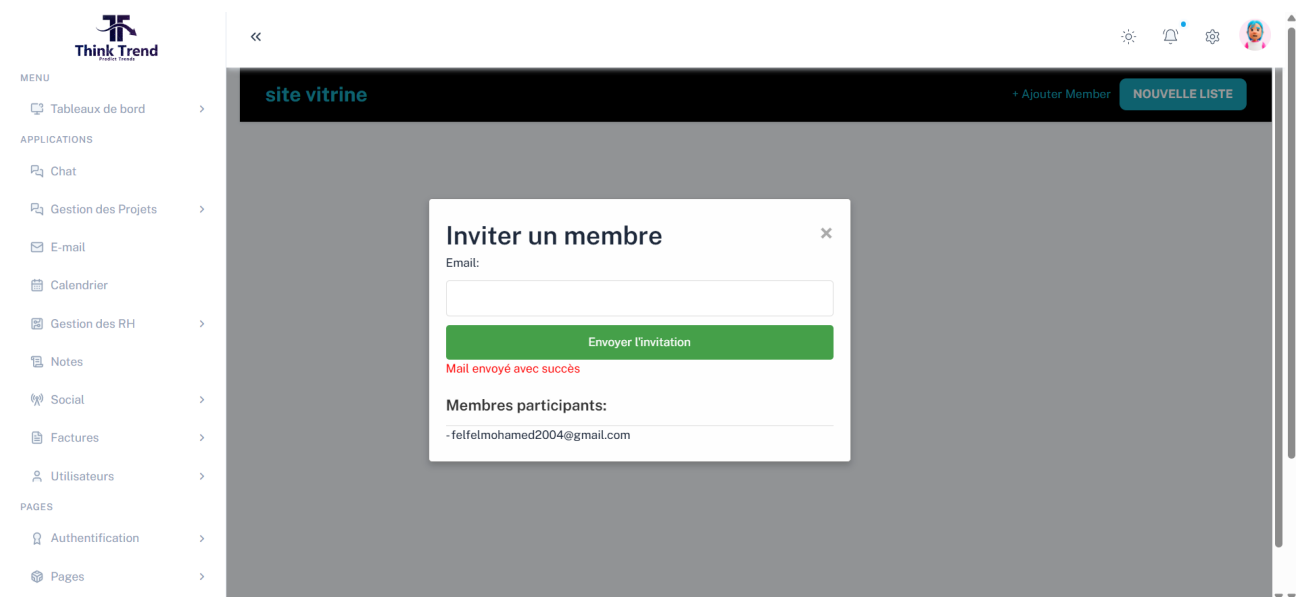 Think Trend
Predict Trends
MENU
Tableaux de bord
APPLICATIONS
Chat
Gestion des Projets
E-mail
Calendrier
Gestion des RH
Notes
Social
Factures
Utilisateurs
PAGES
Authentification
Pages
site vitrine
+ Ajouter Member
NOUVELLE LISTE
Inviter un membre
Email:
Envoyer l'invitation
Mail envoyé avec succès
Membres participants:
- felfelmohamed2004@gmail.com